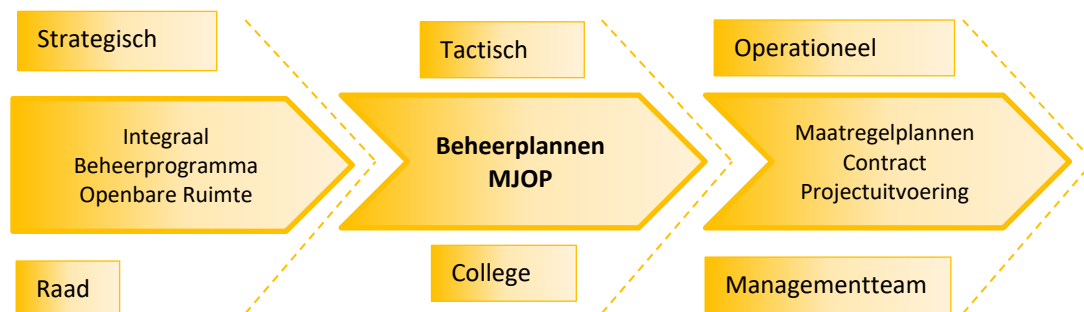 Strategisch
Tactisch
Operationeel
Integraal
Beheerprogramma
Openbare Ruimte
Beheerplannen
MJOP
Maatregelplannen
Contract
Projectuitvoering
Raad
College
Managementteam